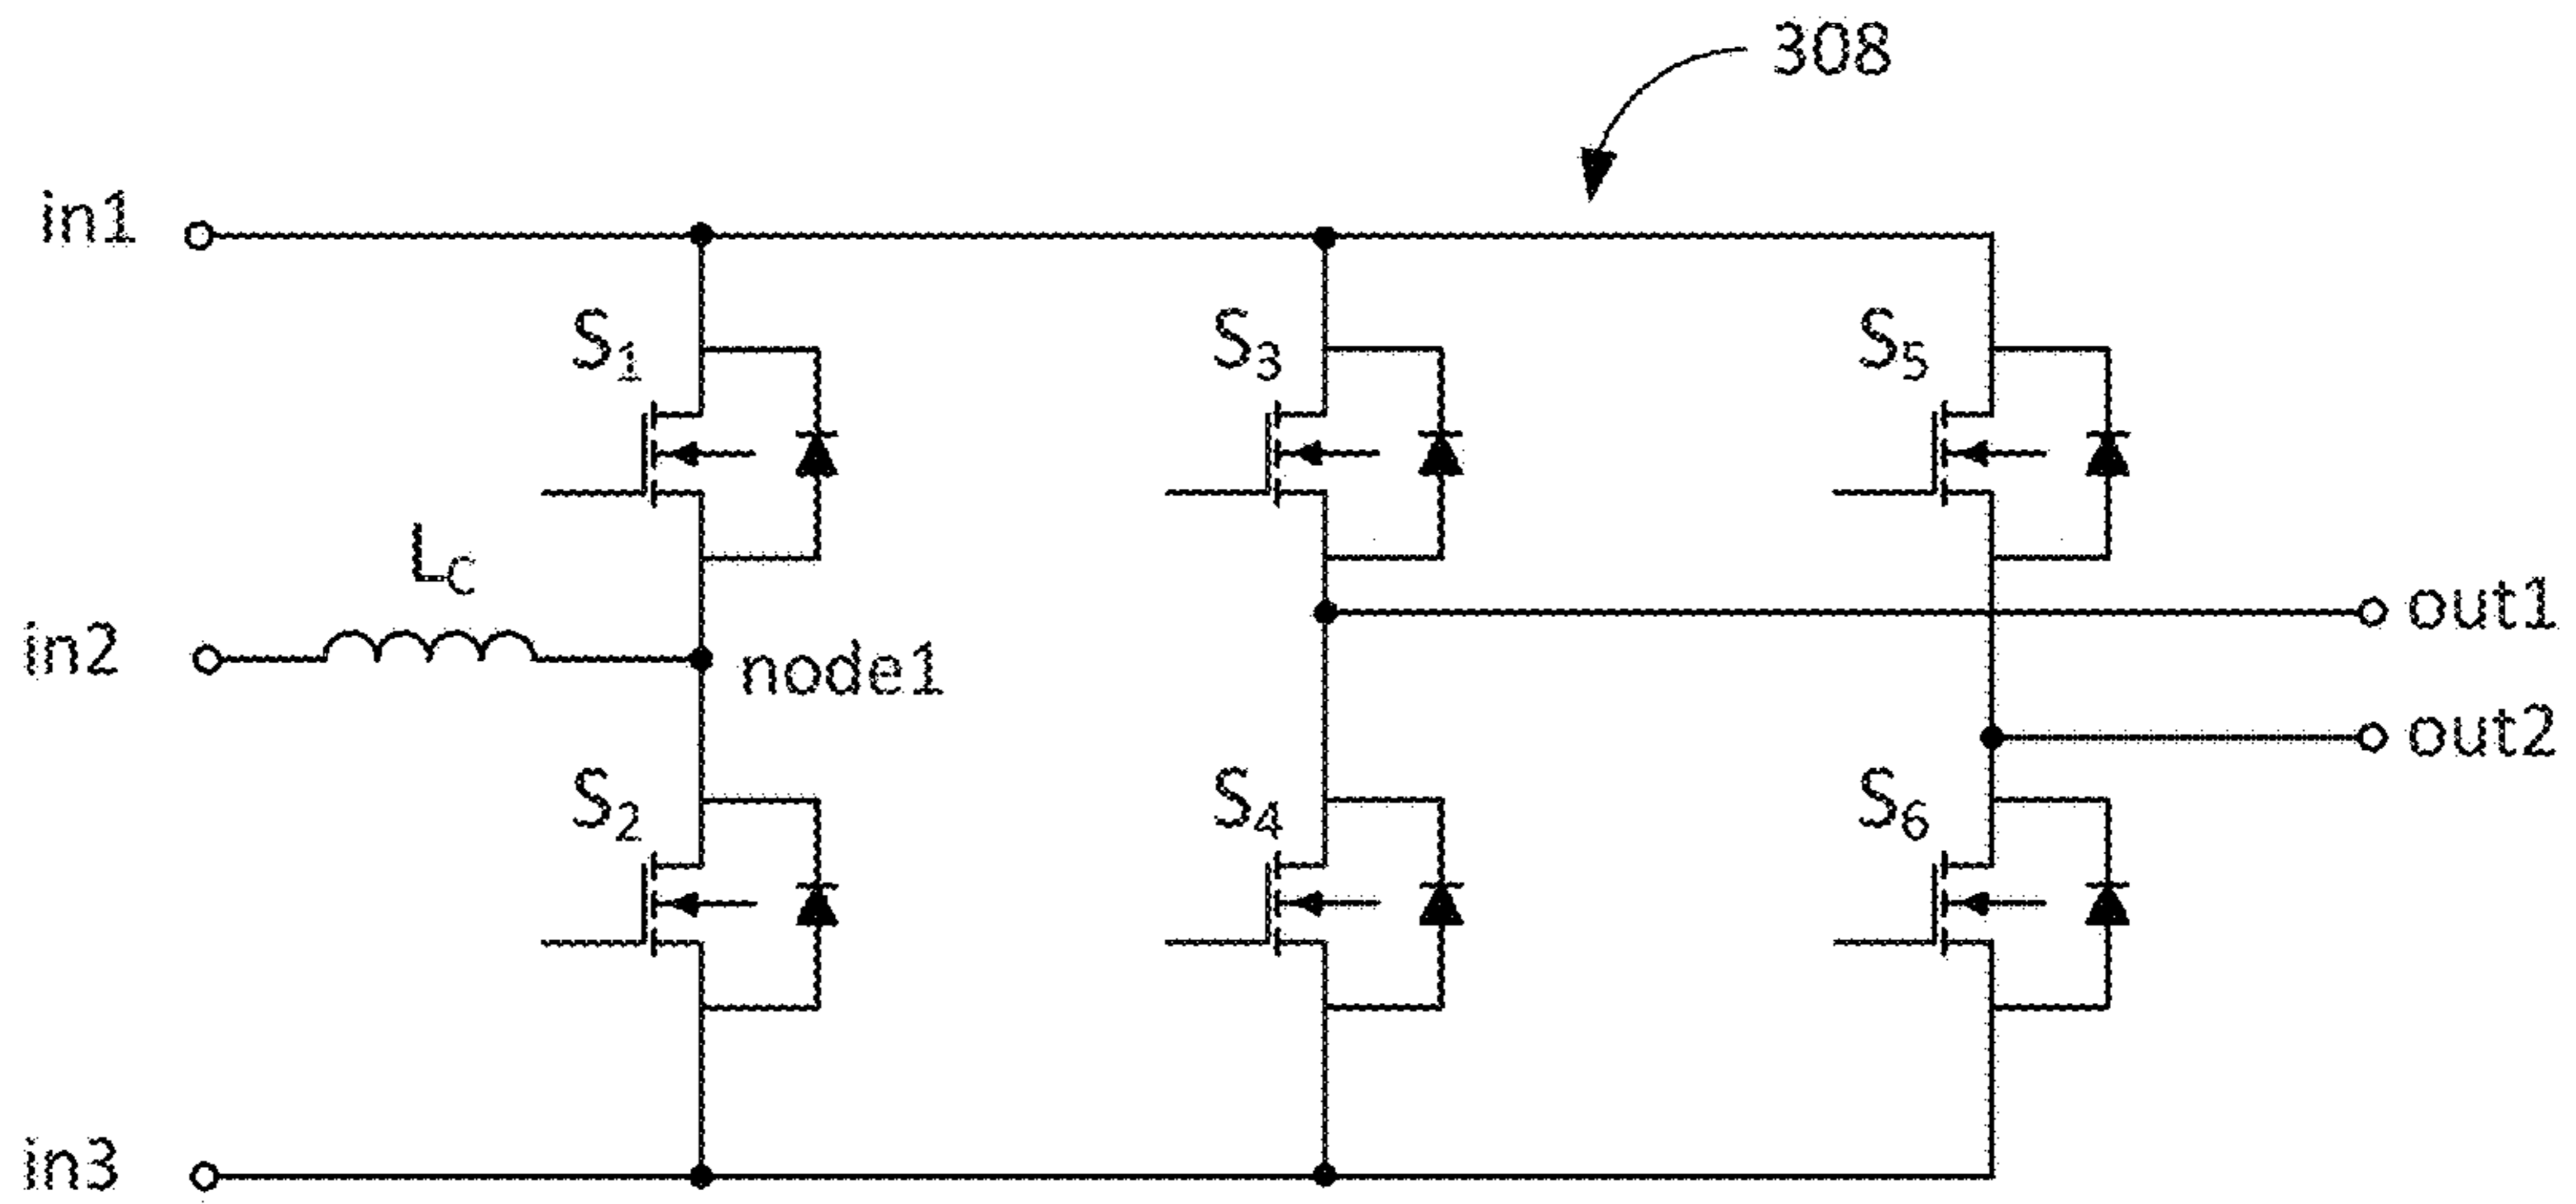 308
in1
S1
S3
S5
LC
in2
node1
out1
out2
S2
S4
S6
in3